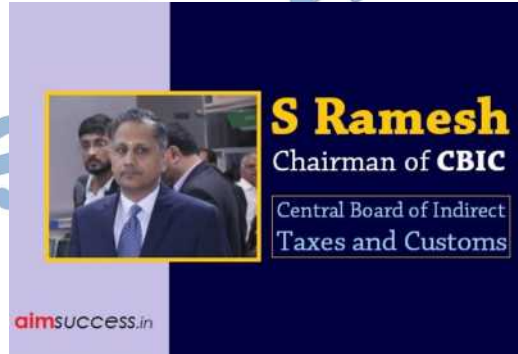 S Ramesh
Chairman of CBIC
Central Board of Indirect
Taxes and Customs
aimsuccess.in